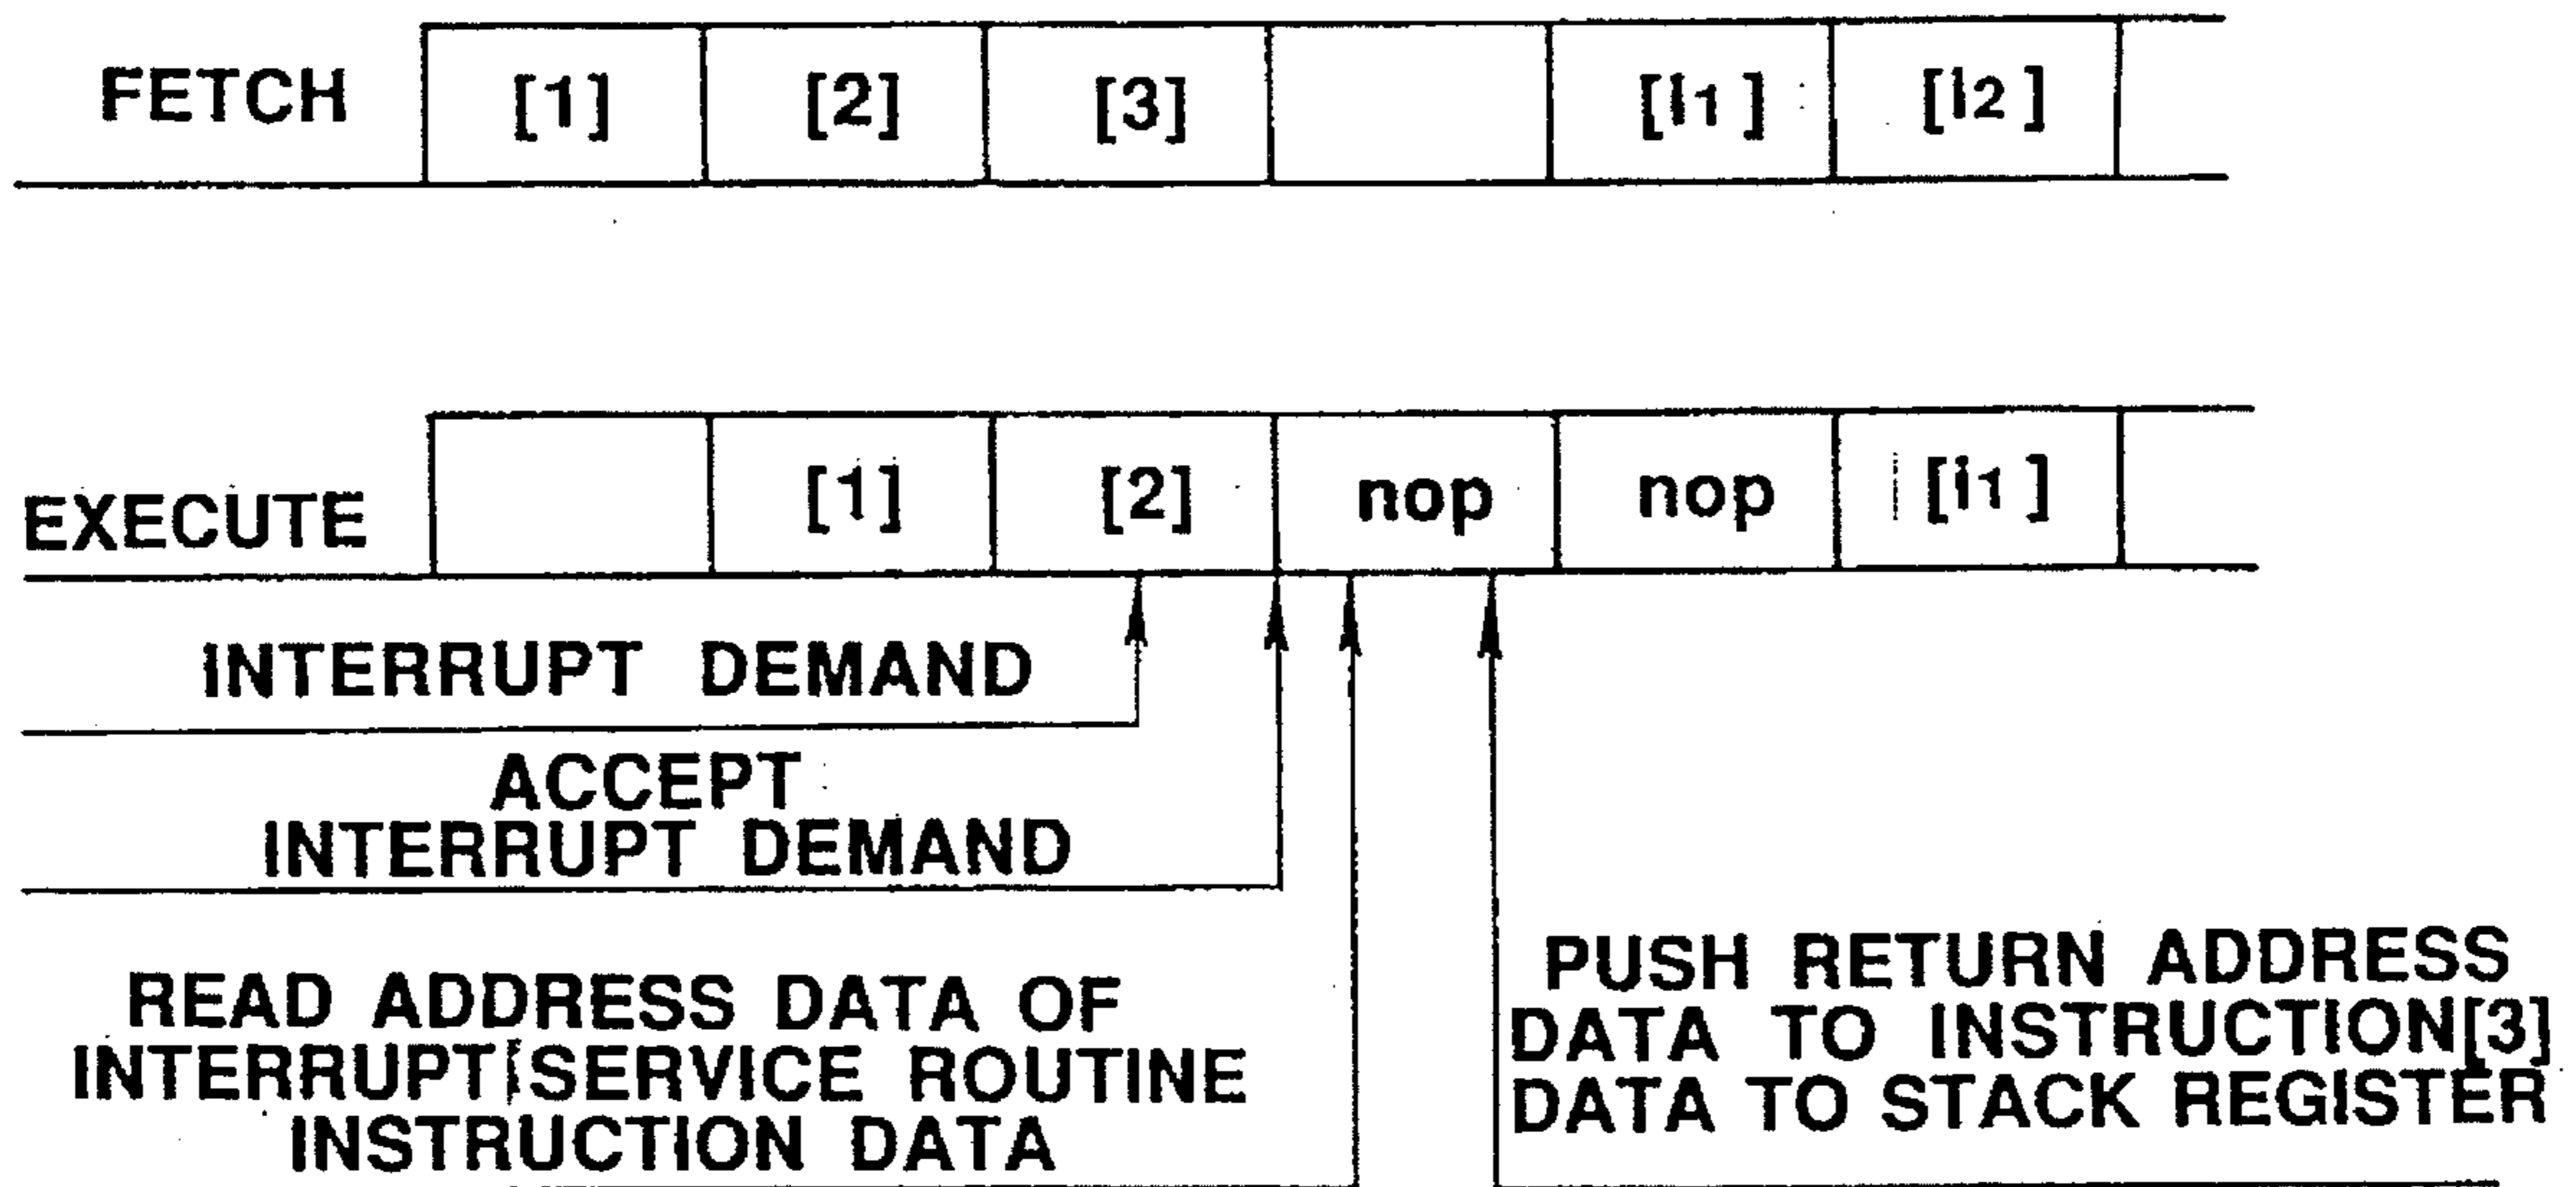 FETCH [1] [2] [3] [I1] [I2]
EXECUTE [1] [2] nop nop [i1]
INTERRUPT DEMAND
ACCEPT
INTERRUPT DEMAND
READ ADDRESS DATA OF
INTERRUPT SERVICE ROUTINE
INSTRUCTION DATA
PUSH RETURN ADDRESS
DATA TO INSTRUCTION[3]
DATA TO STACK REGISTER